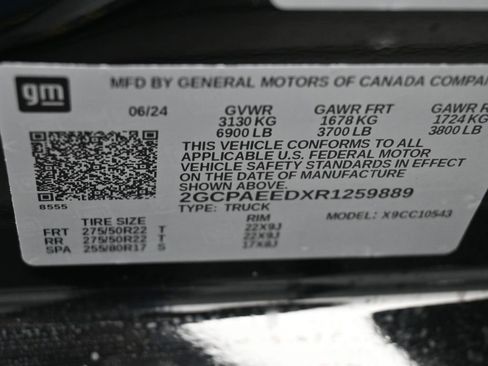 gm MFD BY GENERAL MOTORS OF CANADA COMPA
06/24 GVWR GAWR FRT GAWR R
3130 KG 1678 KG 1724 KG
6900 LB 3700 LB 3800 LB
THIS VEHICLE CONFORMS TO ALL
APPLICABLE U.S. FEDERAL MOTOR
VEHICLE SAFETY STANDARDS IN EFFECT
ON THE DATE OF MANUFACTURE
SHOWN ABOVE.
8555 2GCPAEEDXR1259889
TYPE: TRUCK MODEL: X9CC10543
TIRE SIZE RIM
FRT 275/50R22 T 22X9J
RR 275/50R22 T 22X9J
SPA 255/80R17 S 17X8J